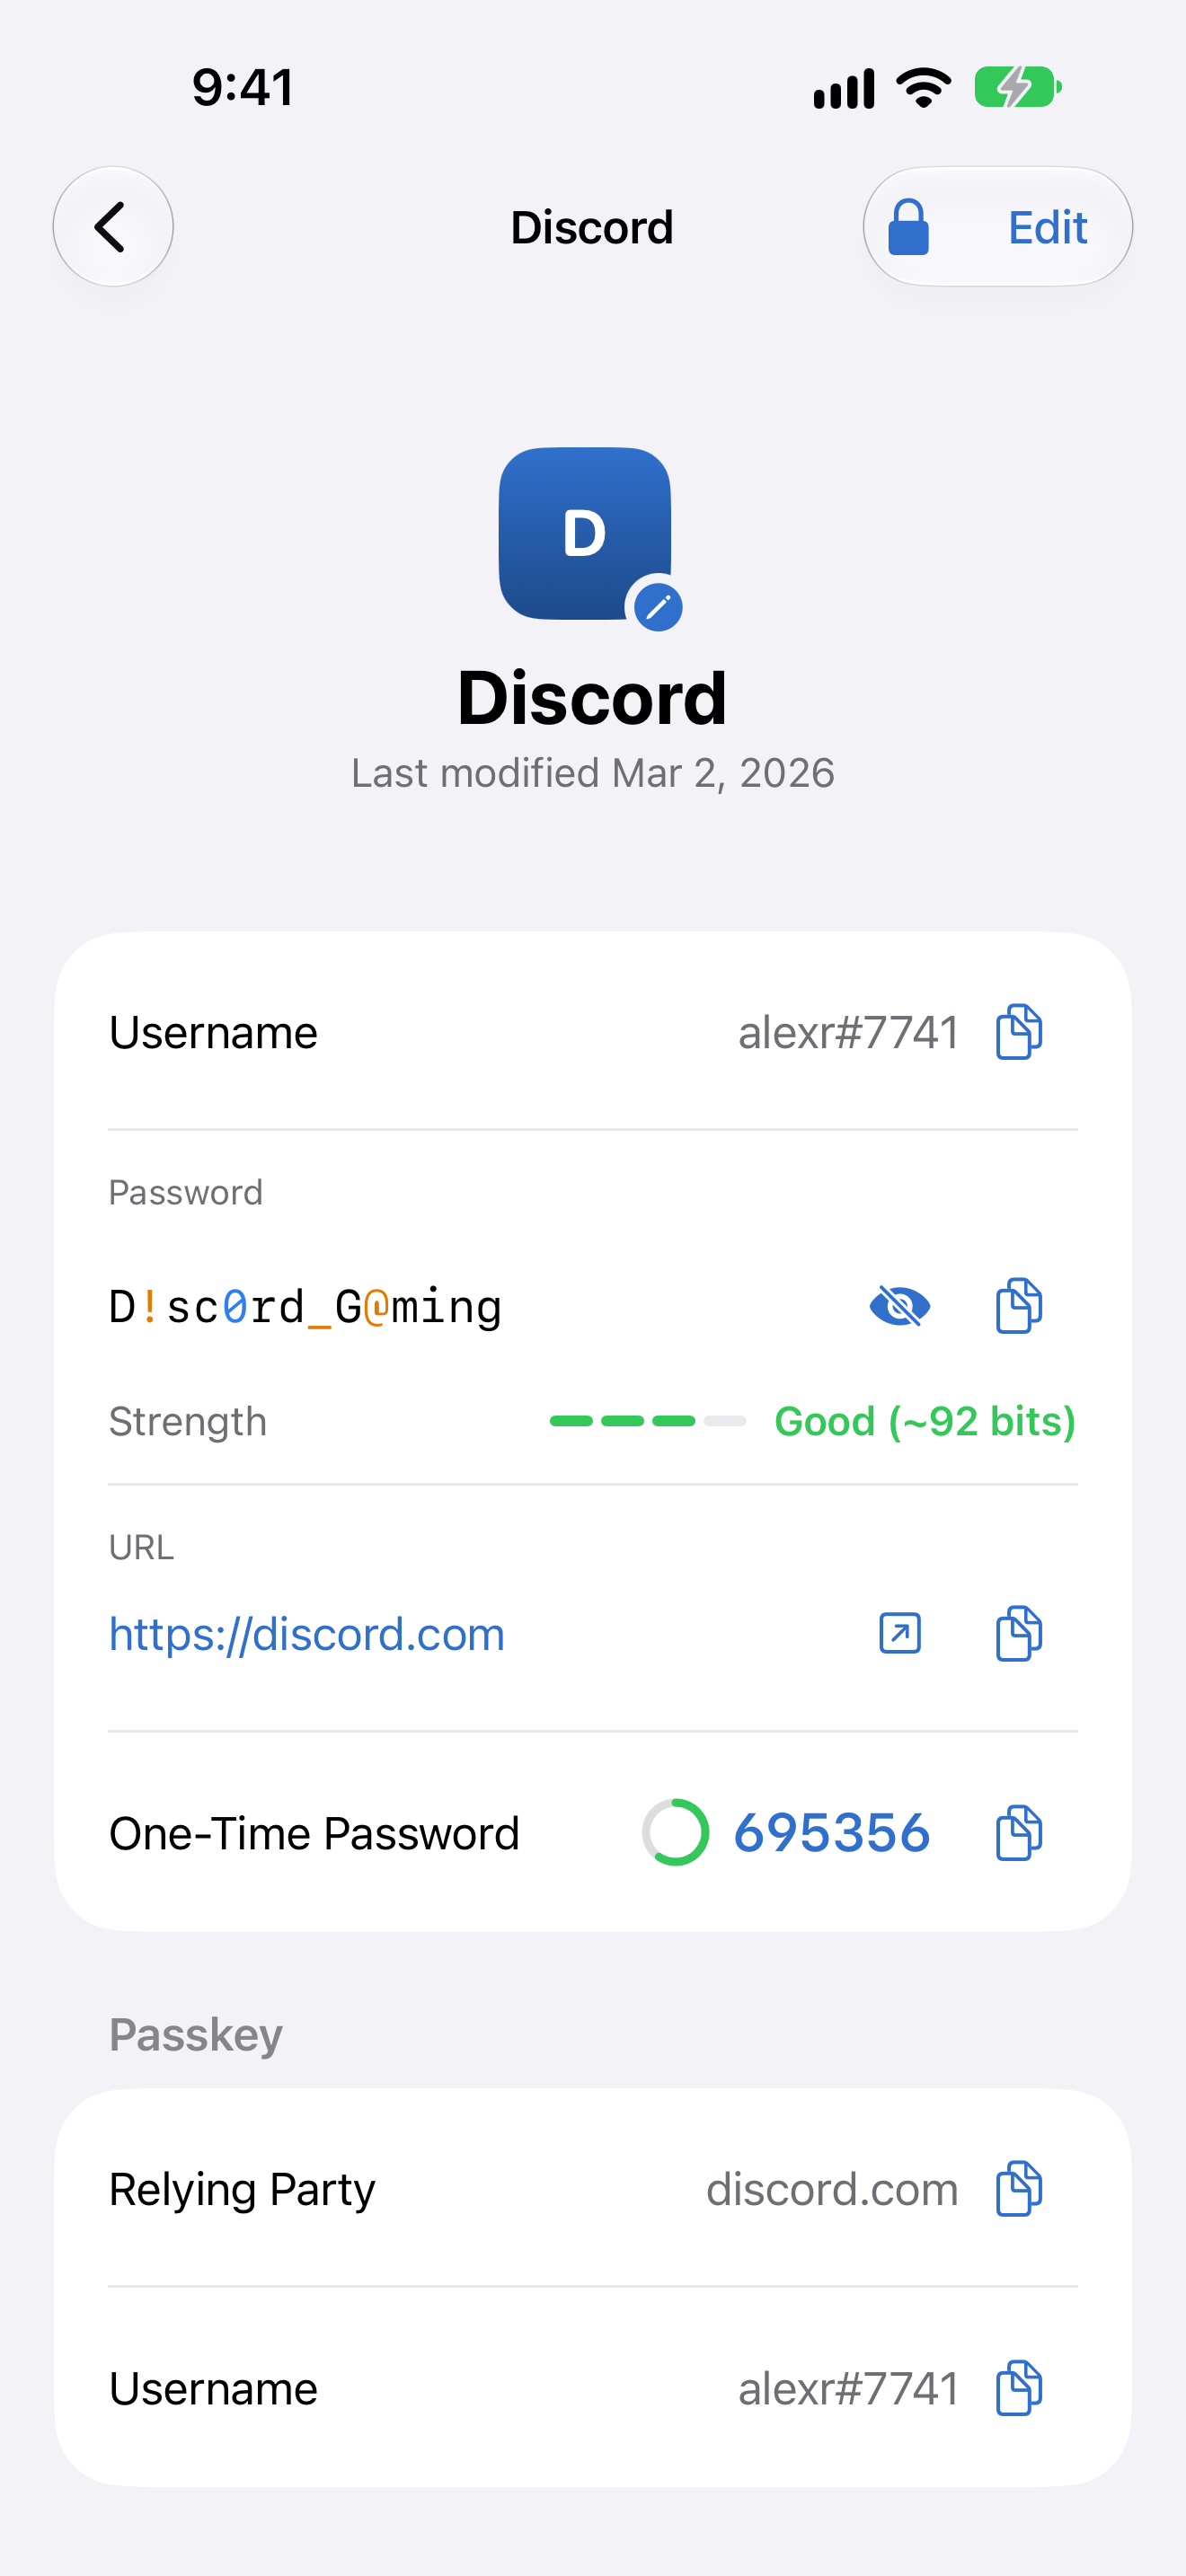 9:41
Discord
Edit
D
Discord
Last modified Mar 2, 2026
Username alexr#7741
Password
D!sc0rd_G@ming
Strength Good (~92 bits)
URL
https://discord.com
One-Time Password 695356
Passkey
Relying Party discord.com
Username alexr#7741